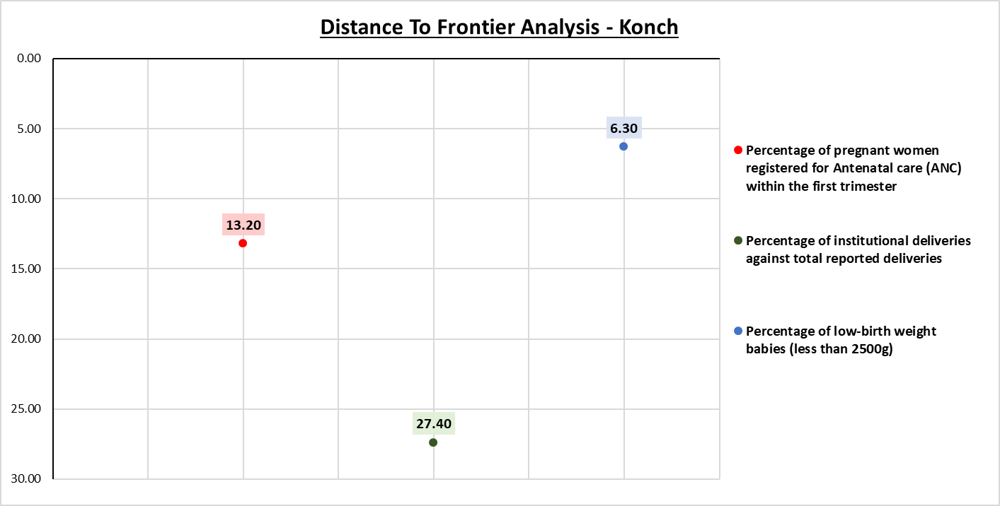 Distance To Frontier Analysis - Konch
0.00
5.00
10.00
15.00
20.00
25.00
30.00
6.30
13.20
27.40
Percentage of pregnant women
registered for Antenatal care (ANC)
within the first trimester
Percentage of institutional deliveries
against total reported deliveries
Percentage of low-birth weight
babies (less than 2500g)